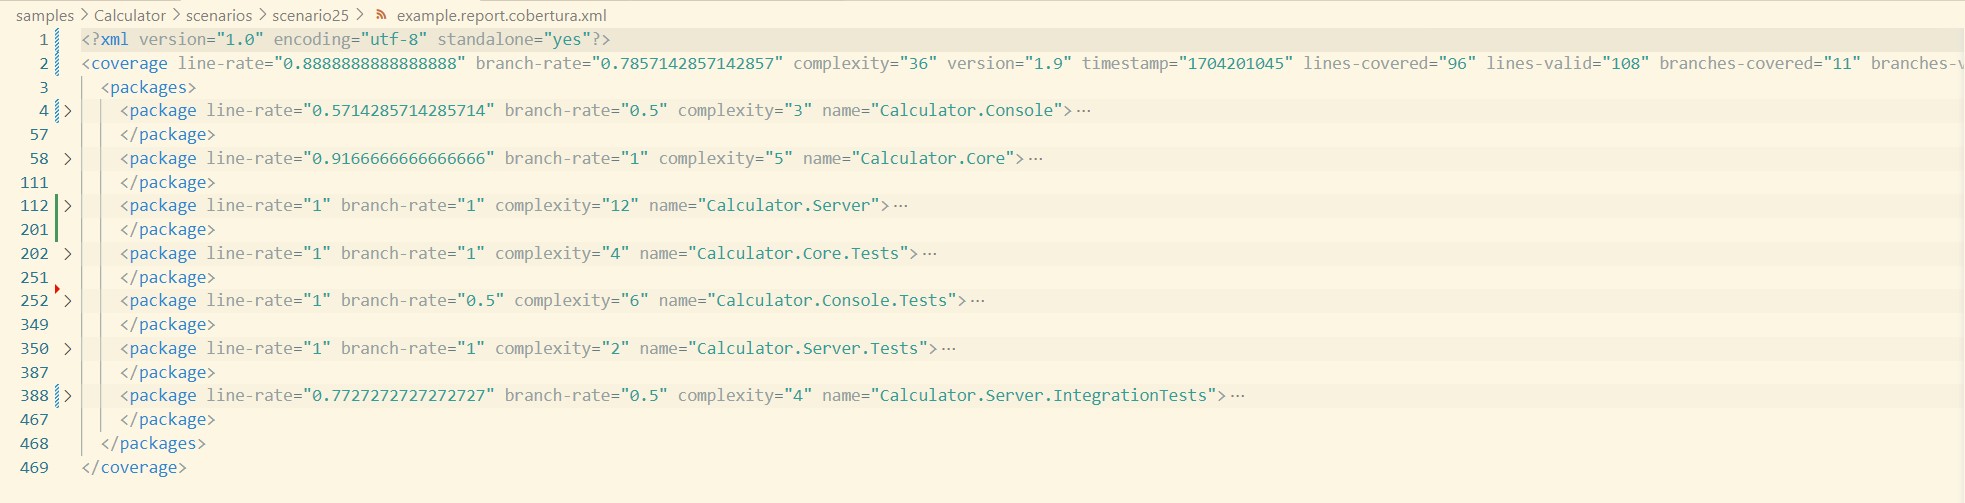 samples > Calculator > scenarios > scenario25 > example.report.cobertura.xml
1 <?xml version="1.0" encoding="utf-8" standalone="yes"?>
2 <coverage line-rate="0.8888888888888888" branch-rate="0.7857142857142857" complexity="36" version="1.9" timestamp="1704201045" lines-covered="96" lines-valid="108" branches-covered="11" branches-v
3 <packages>
4 > <package line-rate="0.5714285714285714" branch-rate="0.5" complexity="3" name="Calculator.Console">···
57 </package>
58 > <package line-rate="0.9166666666666666" branch-rate="1" complexity="5" name="Calculator.Core">···
111 </package>
112 > <package line-rate="1" branch-rate="1" complexity="12" name="Calculator.Server">···
201 </package>
202 > <package line-rate="1" branch-rate="1" complexity="4" name="Calculator.Core.Tests">···
251 </package>
252 > <package line-rate="1" branch-rate="0.5" complexity="6" name="Calculator.Console.Tests">···
349 </package>
350 > <package line-rate="1" branch-rate="1" complexity="2" name="Calculator.Server.Tests">···
387 </package>
388 > <package line-rate="0.7727272727272727" branch-rate="0.5" complexity="4" name="Calculator.Server.IntegrationTests">···
467 </package>
468 </packages>
469 </coverage>